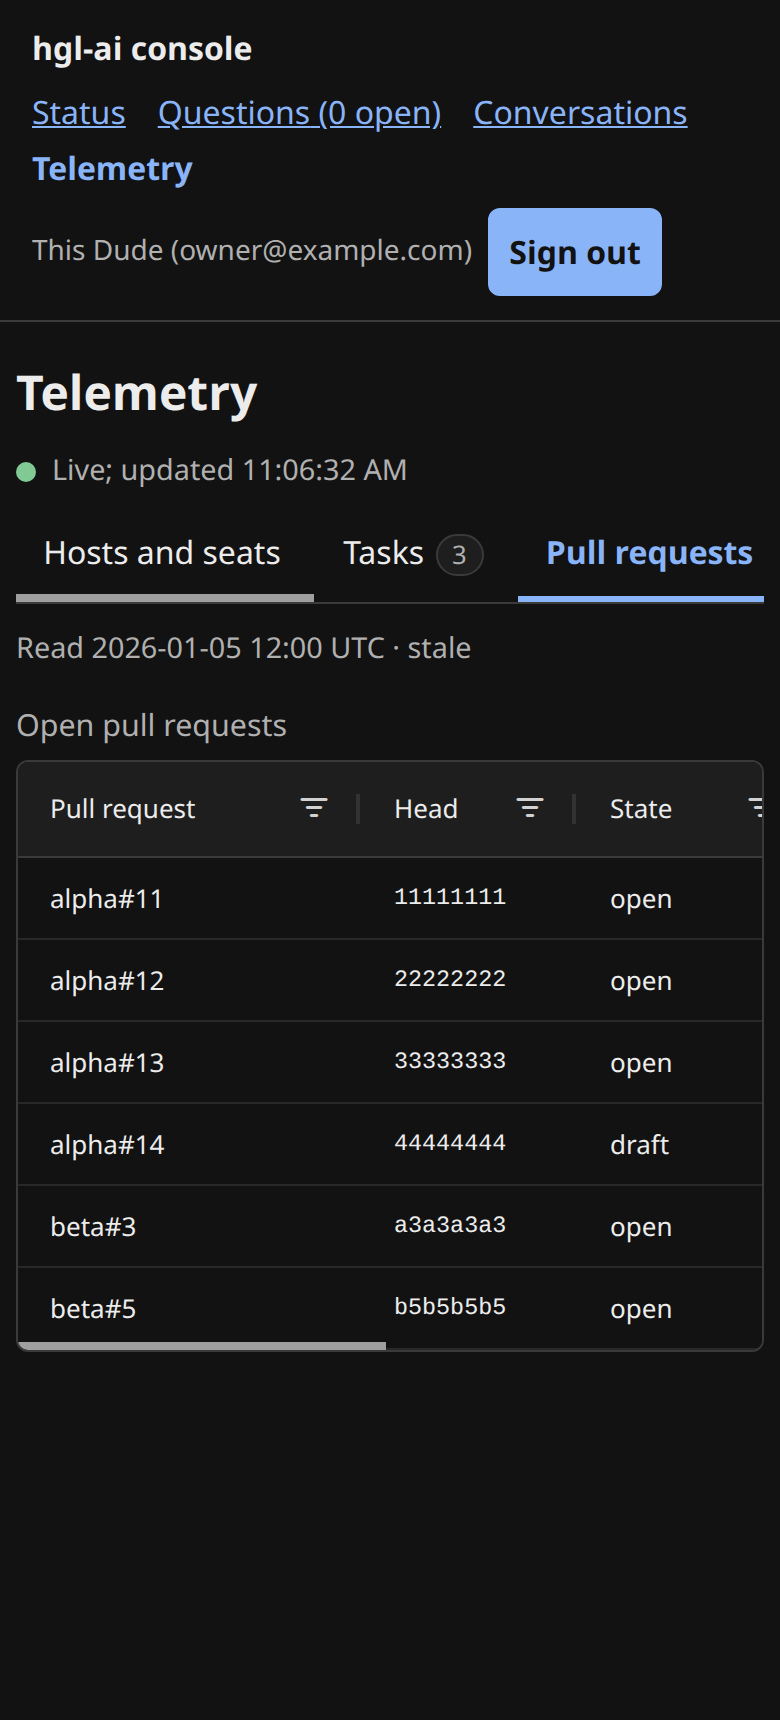 hgl-ai console
Status Questions (0 open) Conversations
Telemetry
This Dude (owner@example.com) Sign out
Telemetry
Live; updated 11:06:32 AM
Hosts and seats Tasks 3 Pull requests
Read 2026-01-05 12:00 UTC · stale
Open pull requests
Pull request Head State
alpha#11 11111111 open
alpha#12 22222222 open
alpha#13 33333333 open
alpha#14 44444444 draft
beta#3 a3a3a3a3 open
beta#5 b5b5b5b5 open